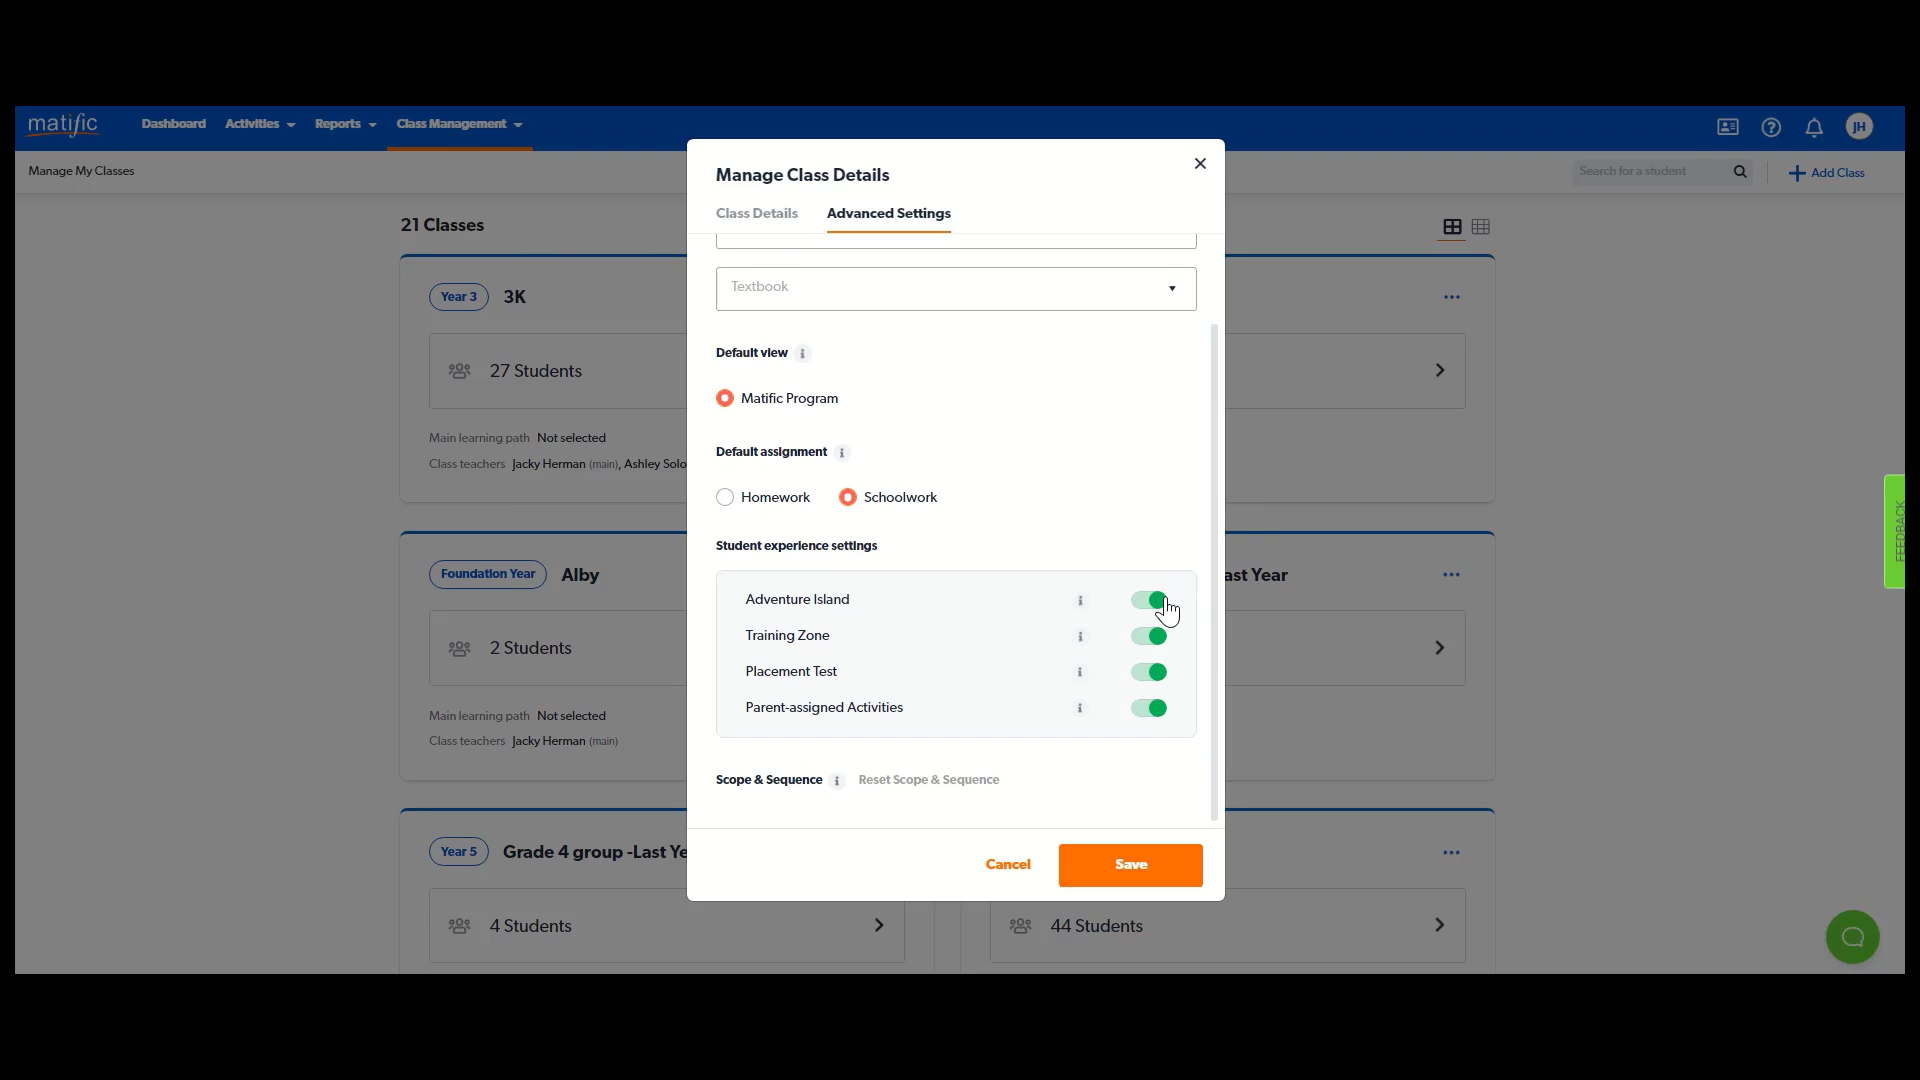 matific
Dashboard Activities Reports Class Management
JH
Manage My Classes
Search for a student
Add Class
21 Classes
Manage Class Details
Class Details Advanced Settings
Textbook
Default view
Matific Program
Default assignment
Homework Schoolwork
Student experience settings
Adventure Island
Training Zone
Placement Test
Parent-assigned Activities
Scope & Sequence Reset Scope & Sequence
Cancel Save
Year 3 3K
27 Students
Main learning path Not selected
Class teachers Jacky Herman (main), Ashley Solo
Foundation Year Alby
ast Year
2 Students
Main learning path Not selected
Class teachers Jacky Herman (main)
Year 5 Grade 4 group -Last Ye
4 Students
44 Students
FEEDBACK